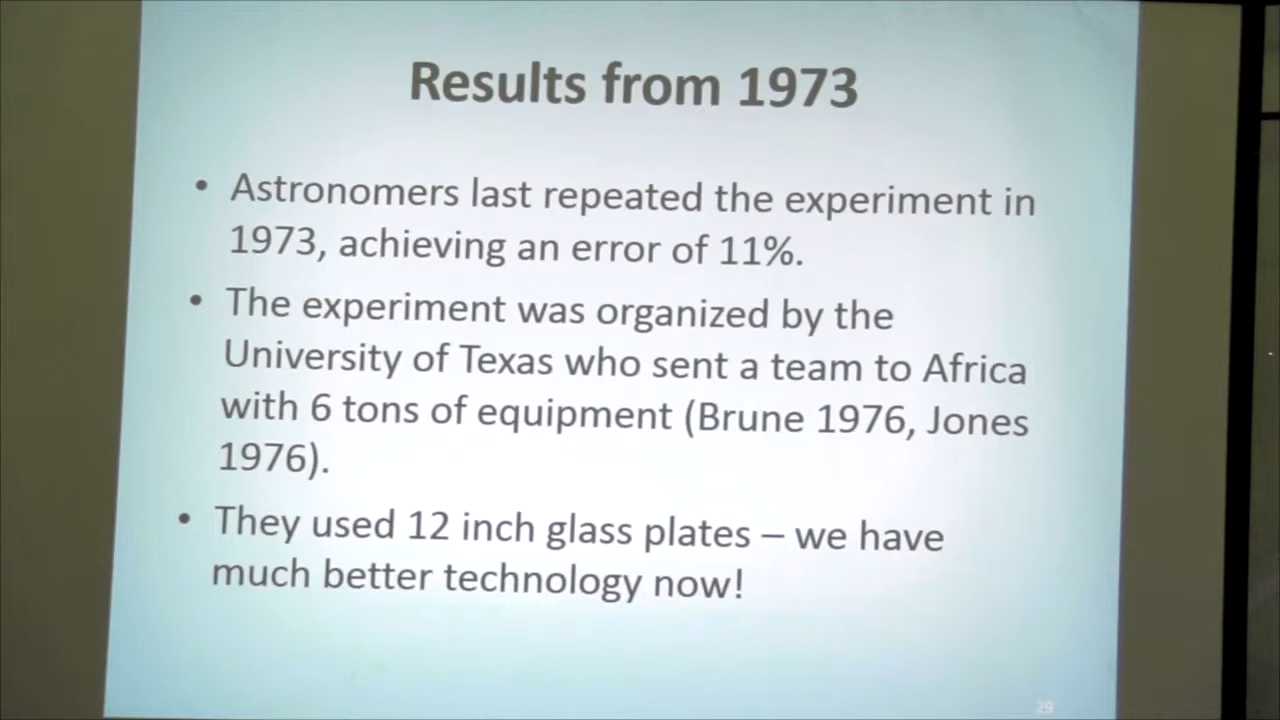 Results from 1973
• Astronomers last repeated the experiment in
1973, achieving an error of 11%.
• The experiment was organized by the
University of Texas who sent a team to Africa
with 6 tons of equipment (Brune 1976, Jones
1976).
• They used 12 inch glass plates – we have
much better technology now!
29